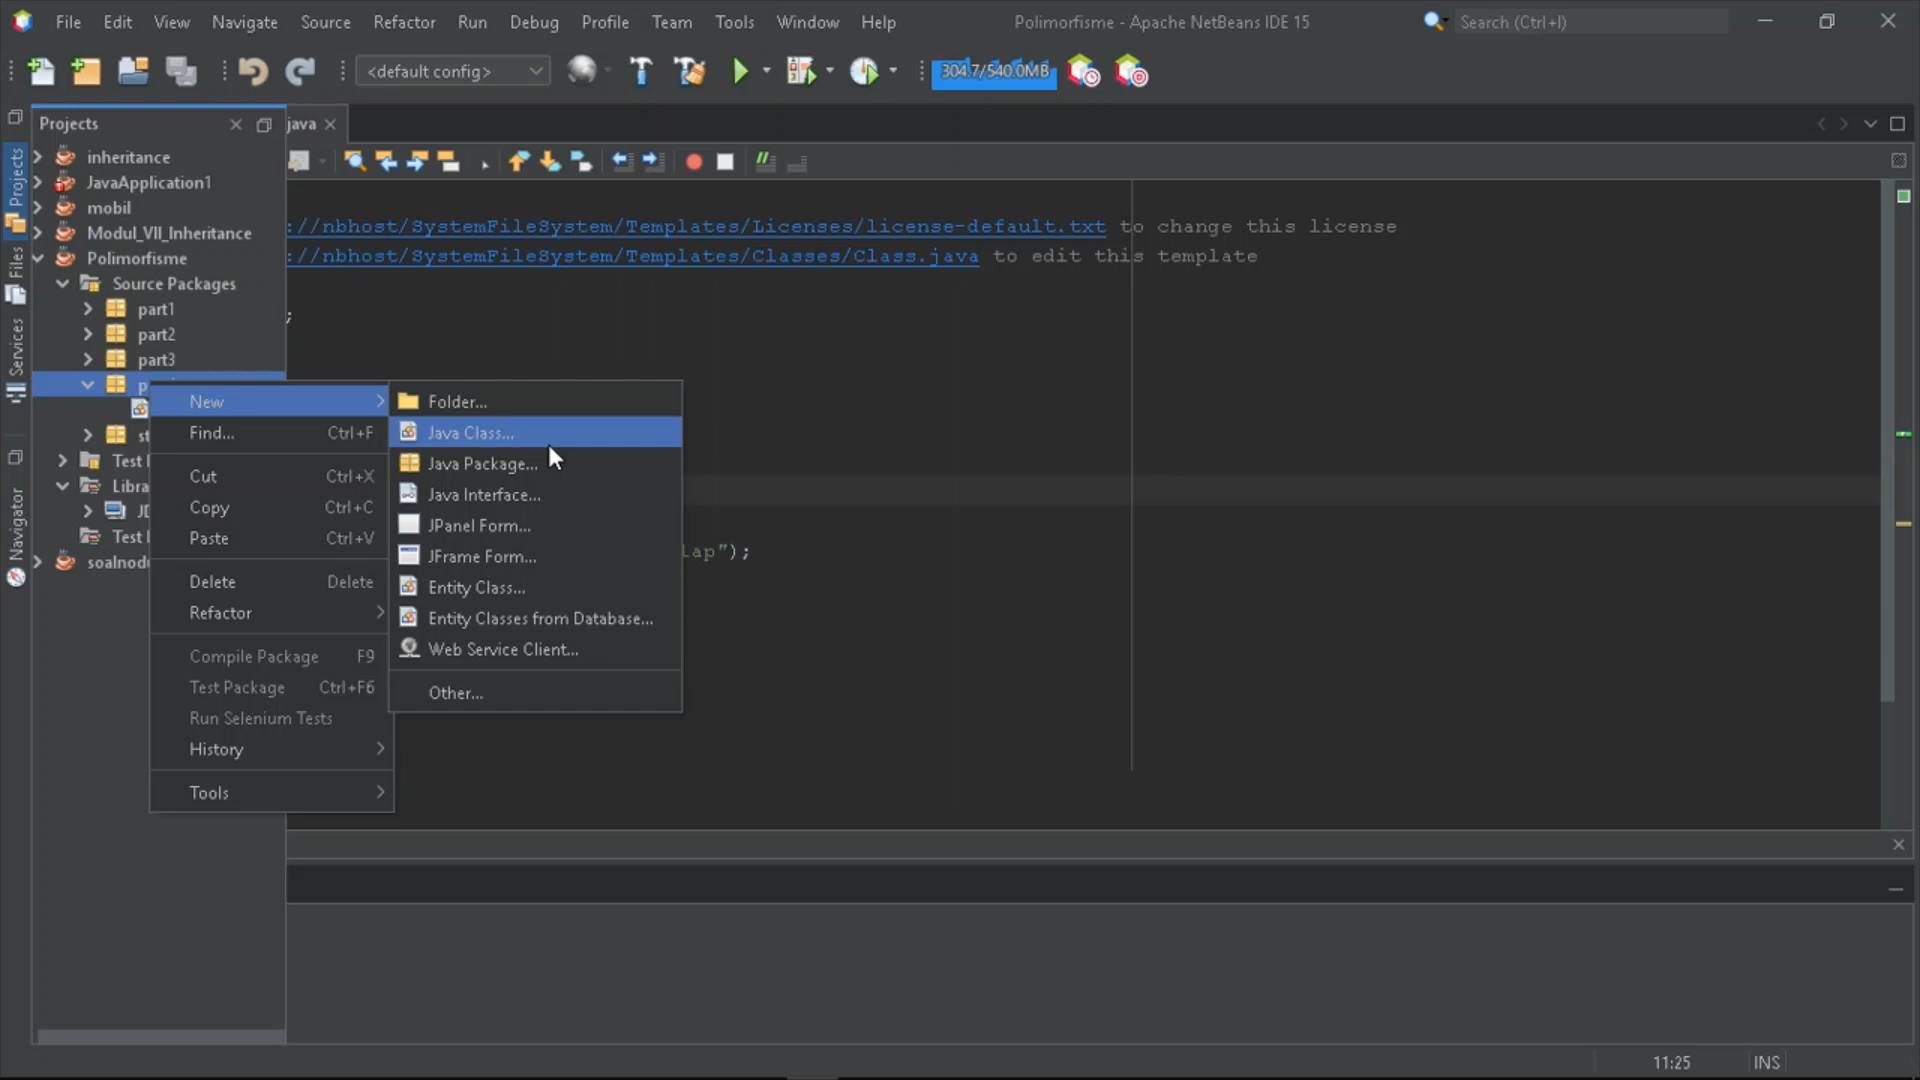 File Edit View Navigate Source Refactor Run Debug Profile Team Tools Window Help
Polimorfisme - Apache NetBeans IDE 15
Search (Ctrl+I)
<default config>
304.7/540.0MB
Projects
java
Projects
Files
Services
Navigator
inheritance
JavaApplication1
mobil
Modul_VII_Inheritance
Polimorfisme
Source Packages
part1
part2
part3
p
st
Test
Libra
JD
Test
soalnodu
://nbhost/SystemFileSystem/Templates/Licenses/license-default.txt to change this license
://nbhost/SystemFileSystem/Templates/Classes/Class.java to edit this template
;
lap");
New
Find... Ctrl+F
Cut Ctrl+X
Copy Ctrl+C
Paste Ctrl+V
Delete Delete
Refactor
Compile Package F9
Test Package Ctrl+F6
Run Selenium Tests
History
Tools
Folder...
Java Class...
Java Package...
Java Interface...
JPanel Form...
JFrame Form...
Entity Class...
Entity Classes from Database...
Web Service Client...
Other...
11:25 INS